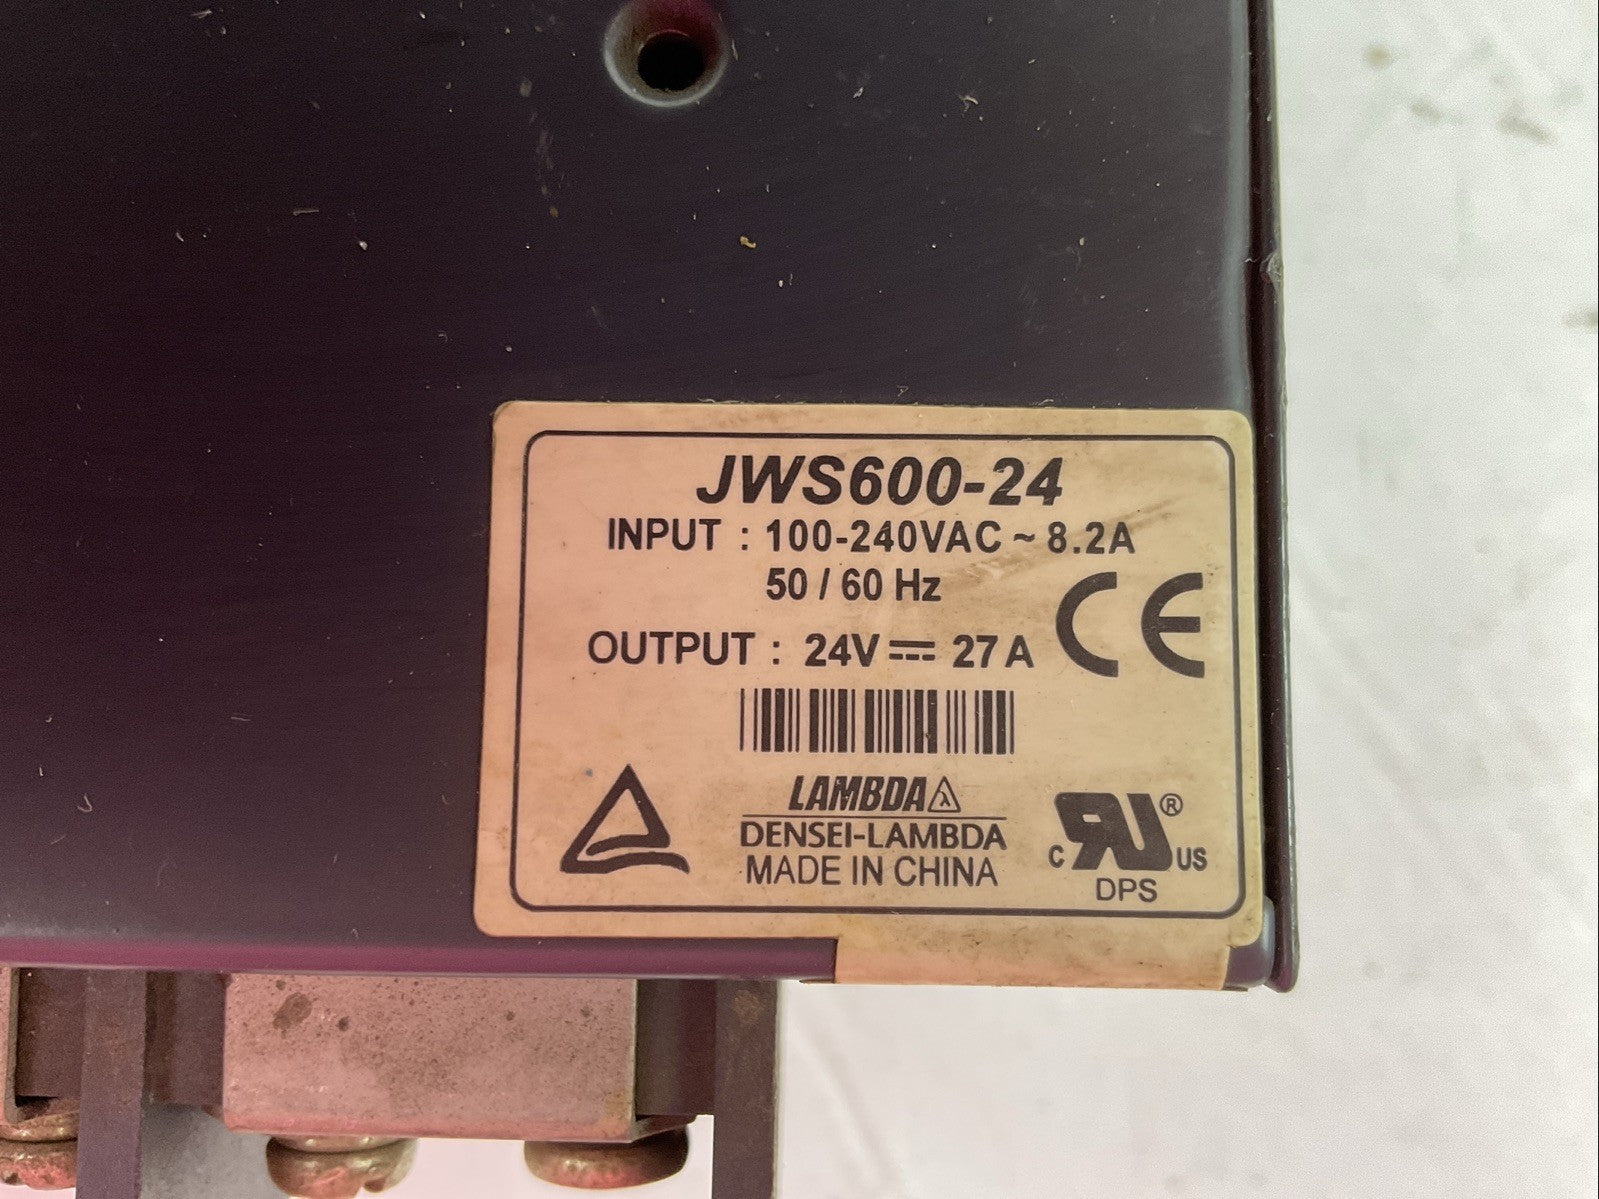 JWS600-24
INPUT : 100-240VAC ~ 8.2A
50 / 60 Hz
OUTPUT : 24V ⎓ 27A
CE
LAMBDA λ
DENSEI-LAMBDA
MADE IN CHINA
C RU ® US
DPS